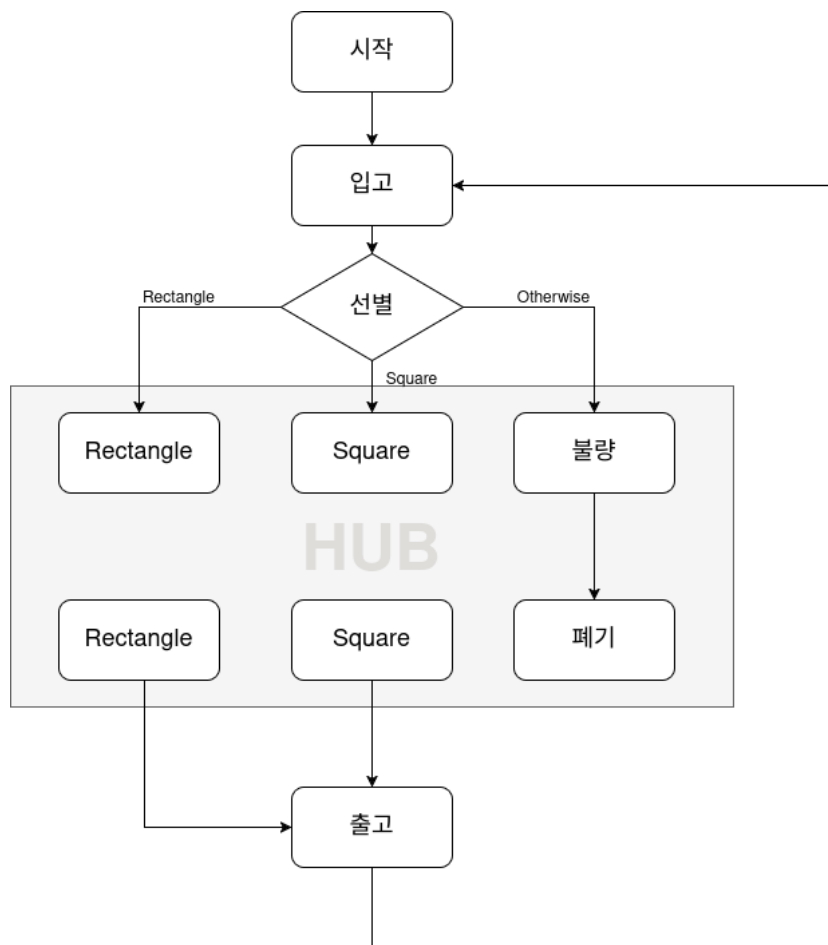 시작
입고
선별
Rectangle
Otherwise
Square
Rectangle
Square
불량
HUB
Rectangle
Square
폐기
출고